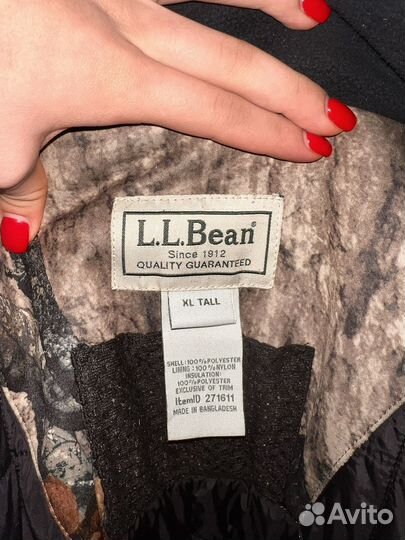 L.L.Bean
Since 1912
QUALITY GUARANTEED
XL TALL
SHELL: 100%POLYESTER
LINING: 100%NYLON
INSULATION:
100%POLYESTER
EXCLUSIVE OF TRIM
ItemID 271611
MADE IN BANGLADESH
Avito